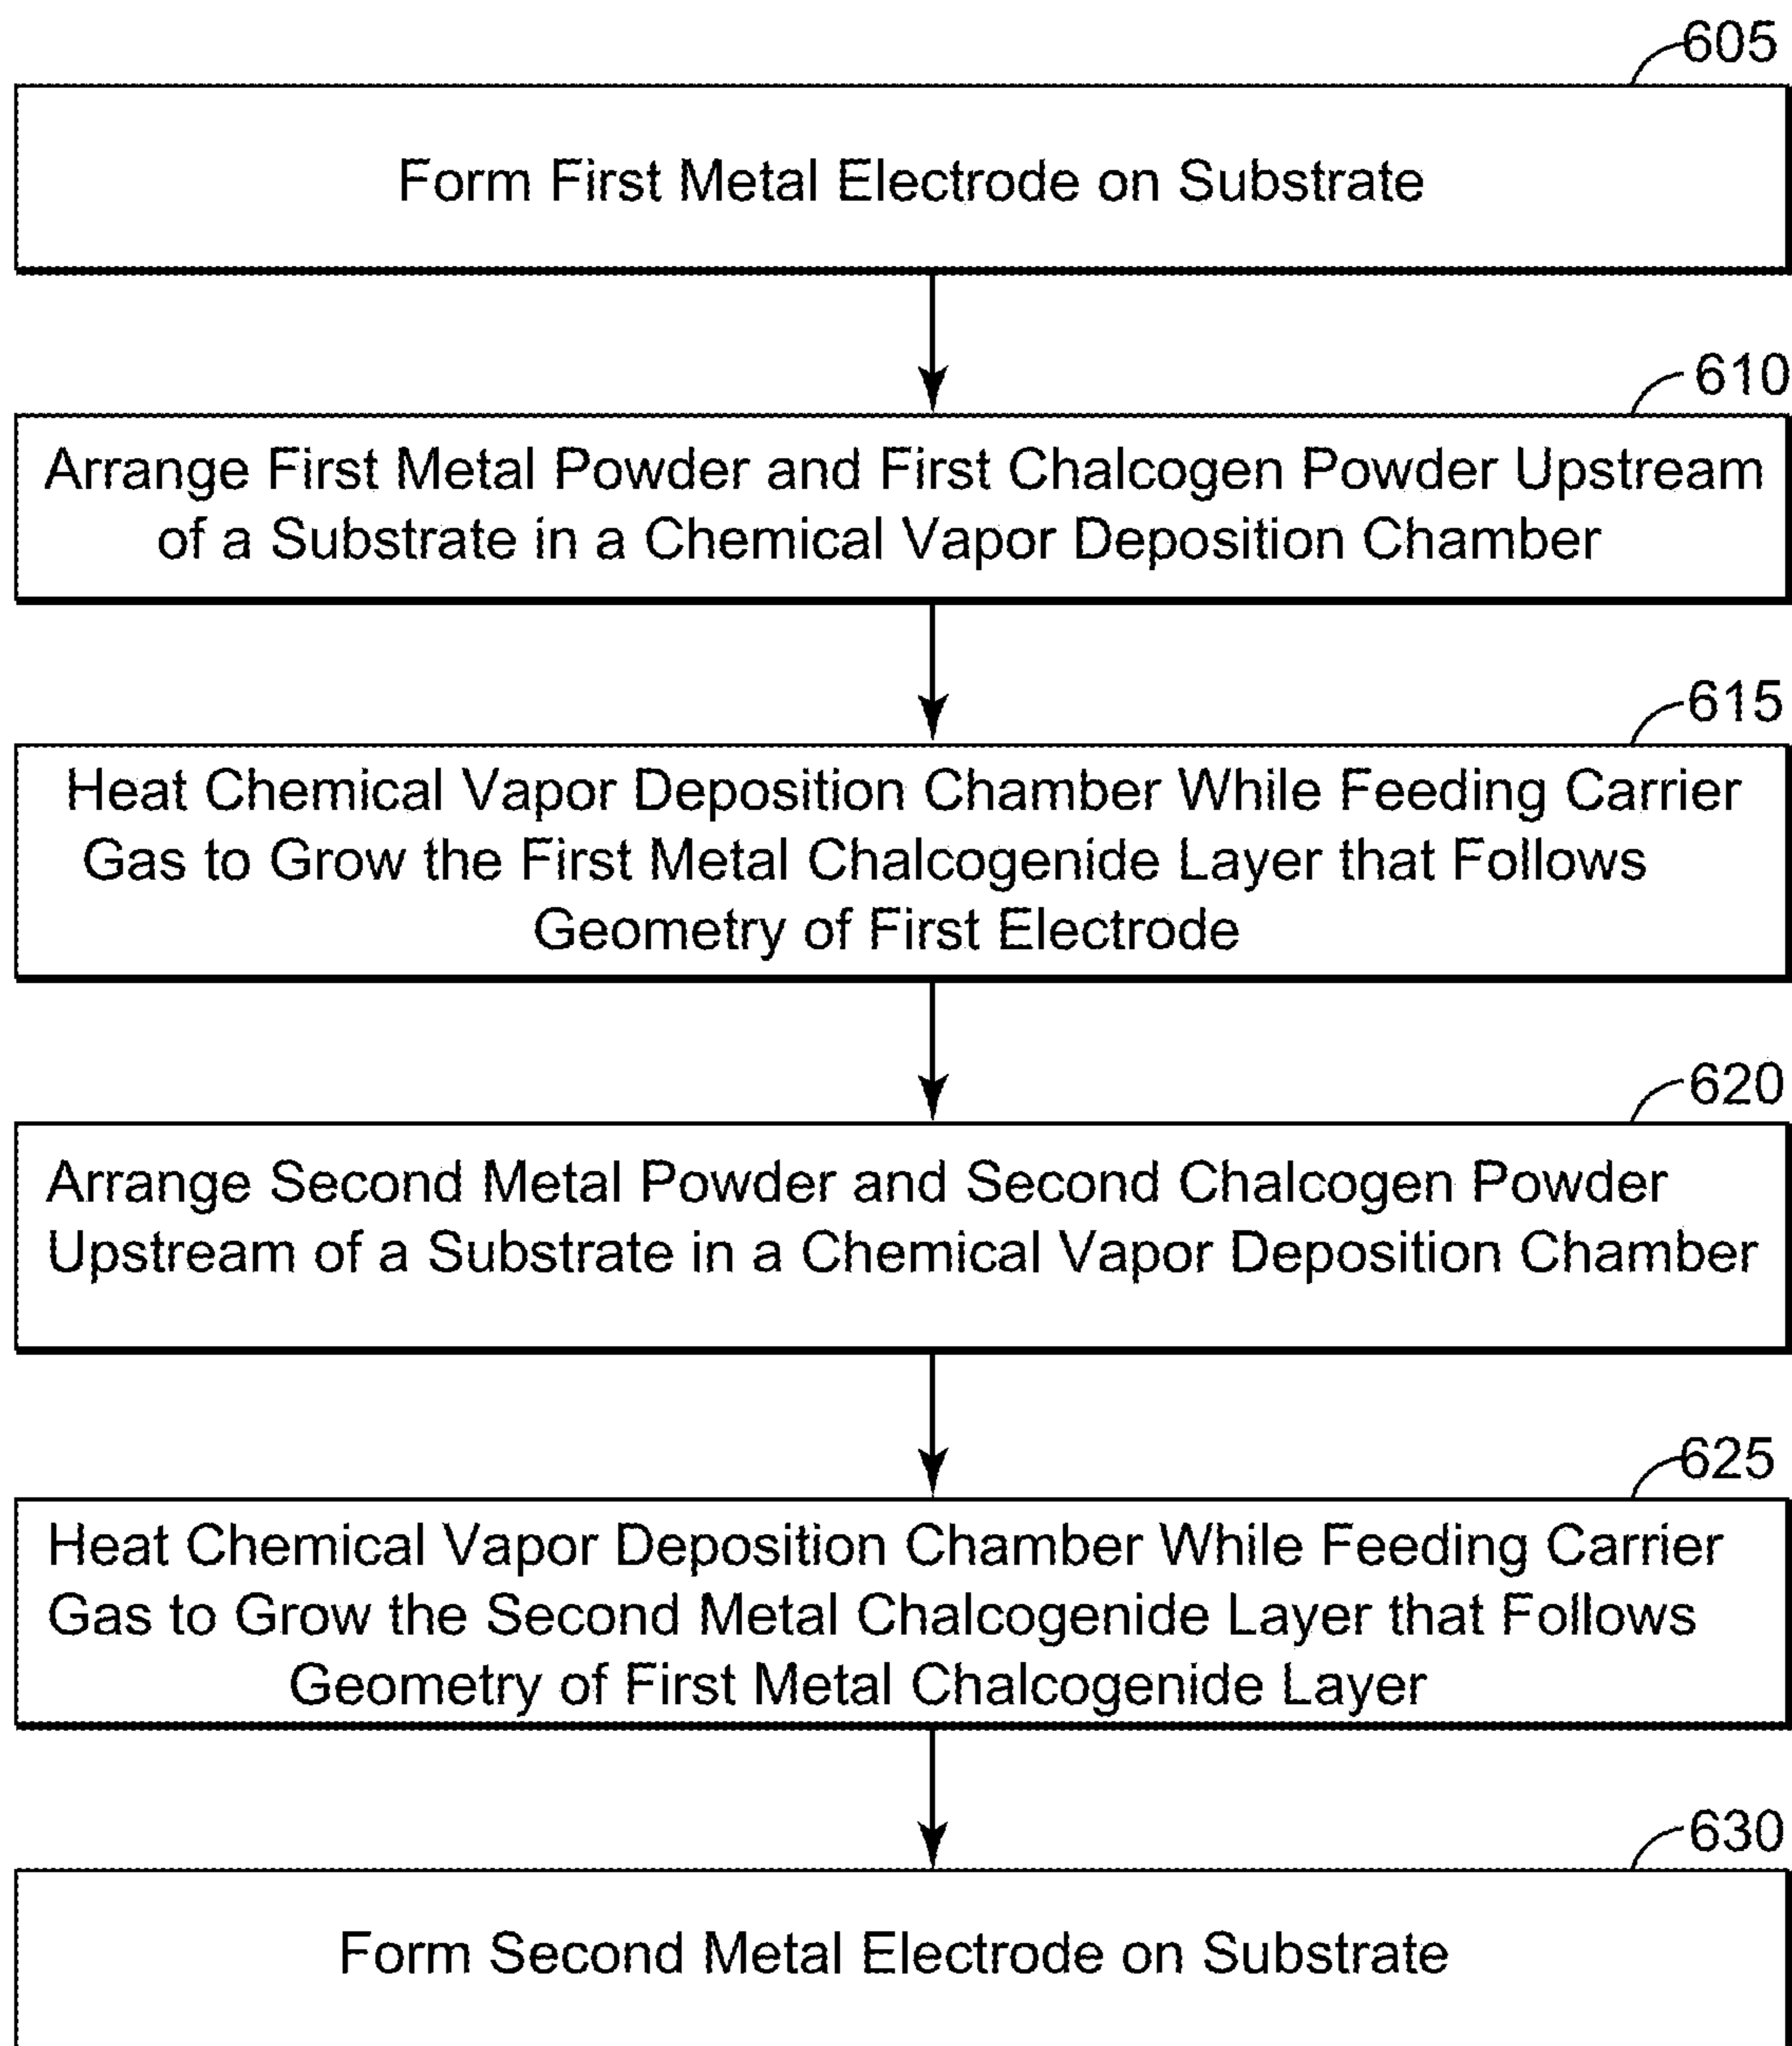 605
Form First Metal Electrode on Substrate
610
Arrange First Metal Powder and First Chalcogen Powder Upstream
of a Substrate in a Chemical Vapor Deposition Chamber
615
Heat Chemical Vapor Deposition Chamber While Feeding Carrier
Gas to Grow the First Metal Chalcogenide Layer that Follows
Geometry of First Electrode
620
Arrange Second Metal Powder and Second Chalcogen Powder
Upstream of a Substrate in a Chemical Vapor Deposition Chamber
625
Heat Chemical Vapor Deposition Chamber While Feeding Carrier
Gas to Grow the Second Metal Chalcogenide Layer that Follows
Geometry of First Metal Chalcogenide Layer
630
Form Second Metal Electrode on Substrate